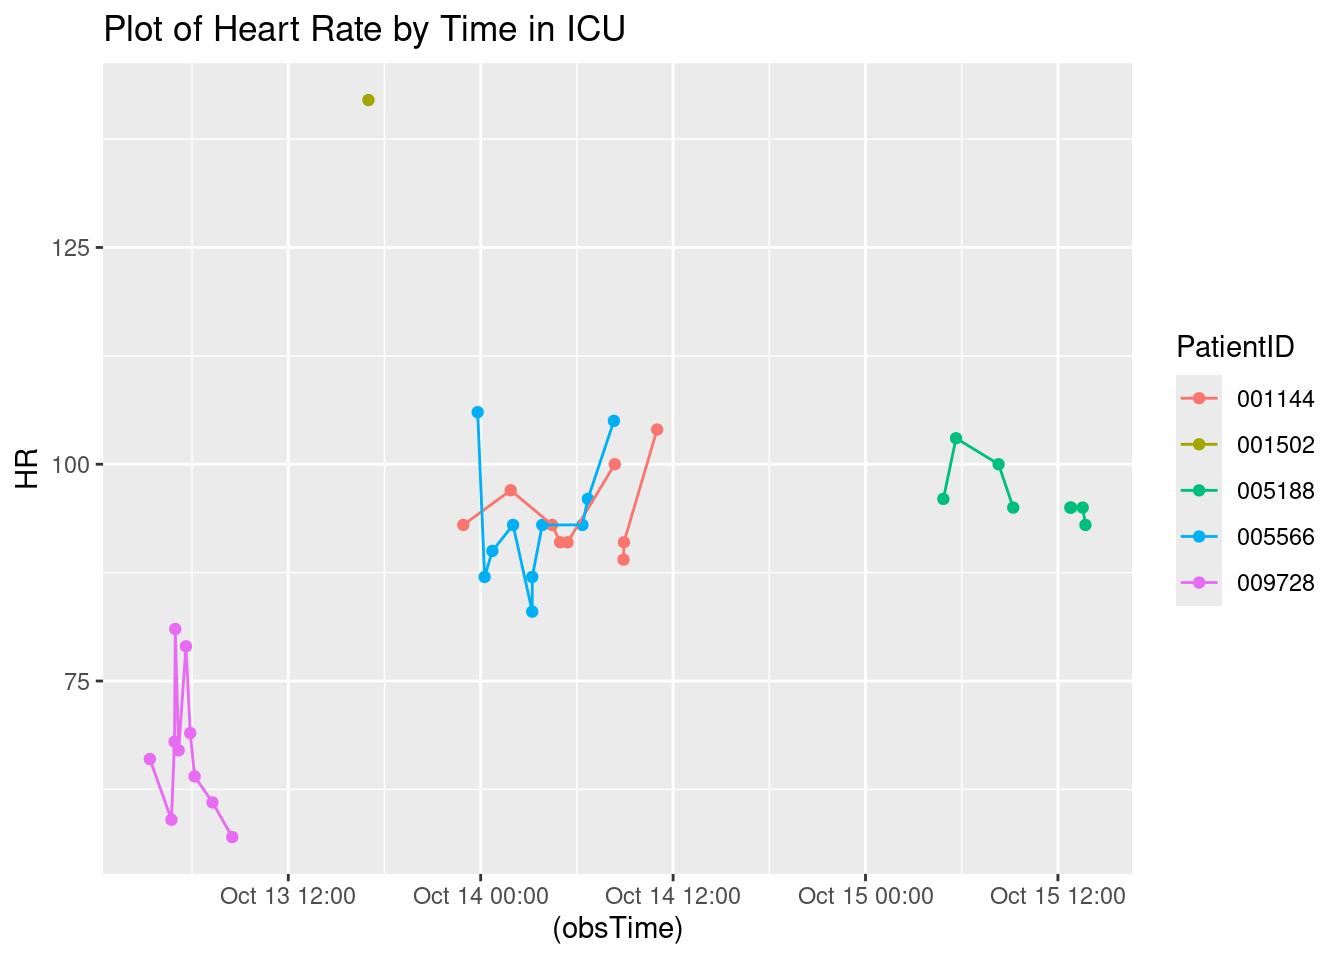 Plot of Heart Rate by Time in ICU
125
100
75
HR
Oct 13 12:00 Oct 14 00:00 Oct 14 12:00 Oct 15 00:00 Oct 15 12:00
(obsTime)
PatientID
001144
001502
005188
005566
009728